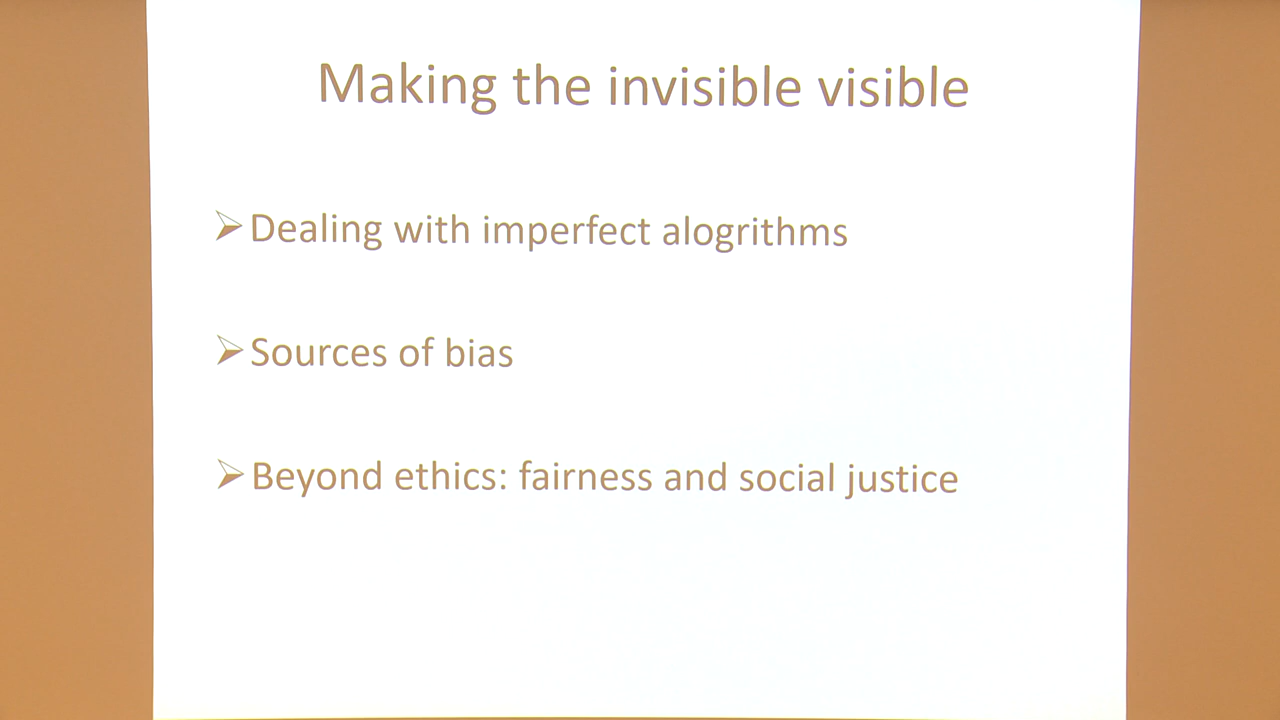 Making the invisible visible
Dealing with imperfect alogrithms
Sources of bias
Beyond ethics: fairness and social justice